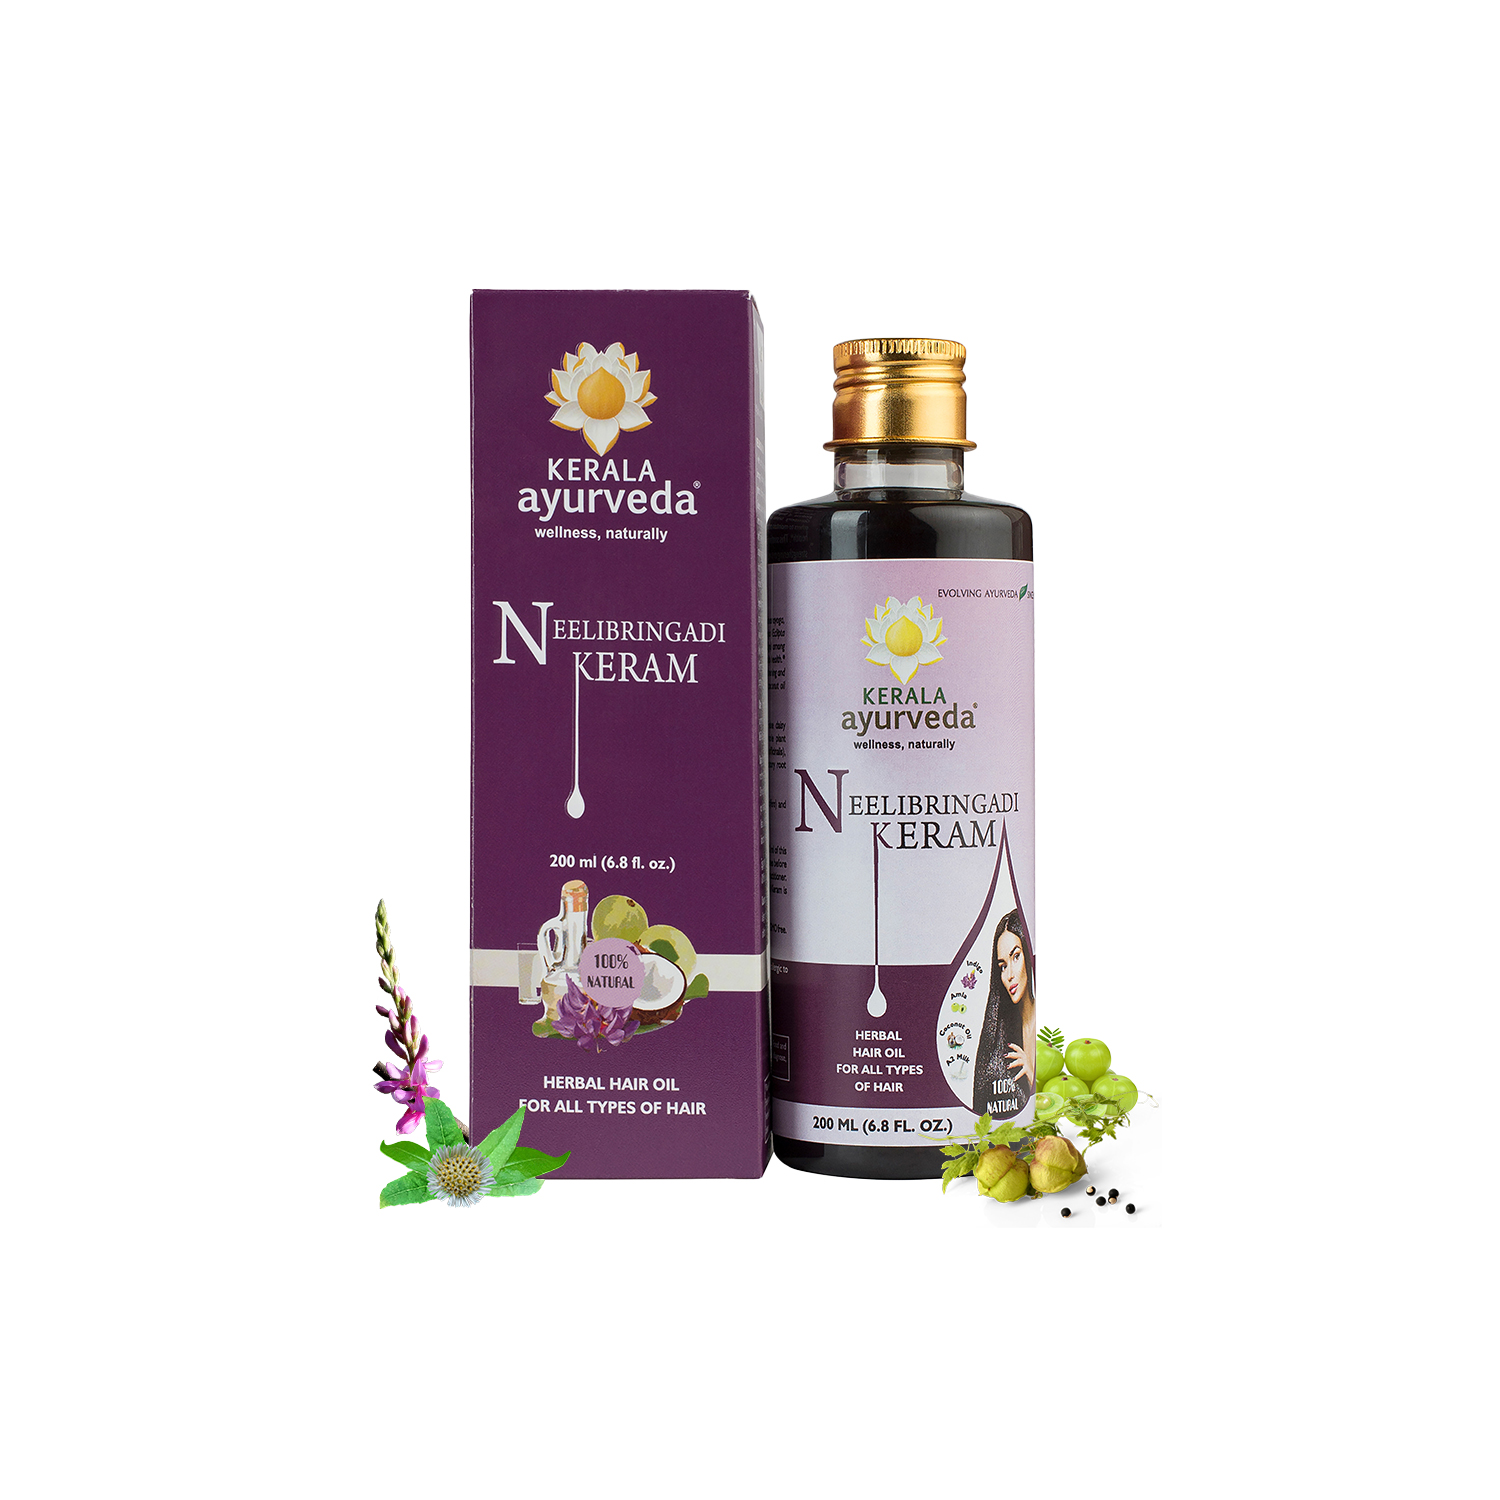 KERALA
ayurveda®
wellness, naturally
NEELIBRINGADI
KERAM
200 ml (6.8 fl. oz.)
100%
NATURAL
HERBAL HAIR OIL
FOR ALL TYPES OF HAIR
EVOLVING AYURVEDA
KERALA
ayurveda®
wellness, naturally
NEELIBRINGADI
KERAM
Indigo
Amla
Coconut Oil
A2 Milk
100%
NATURAL
HERBAL
HAIR OIL
FOR ALL TYPES
OF HAIR
200 ML (6.8 FL. OZ.)